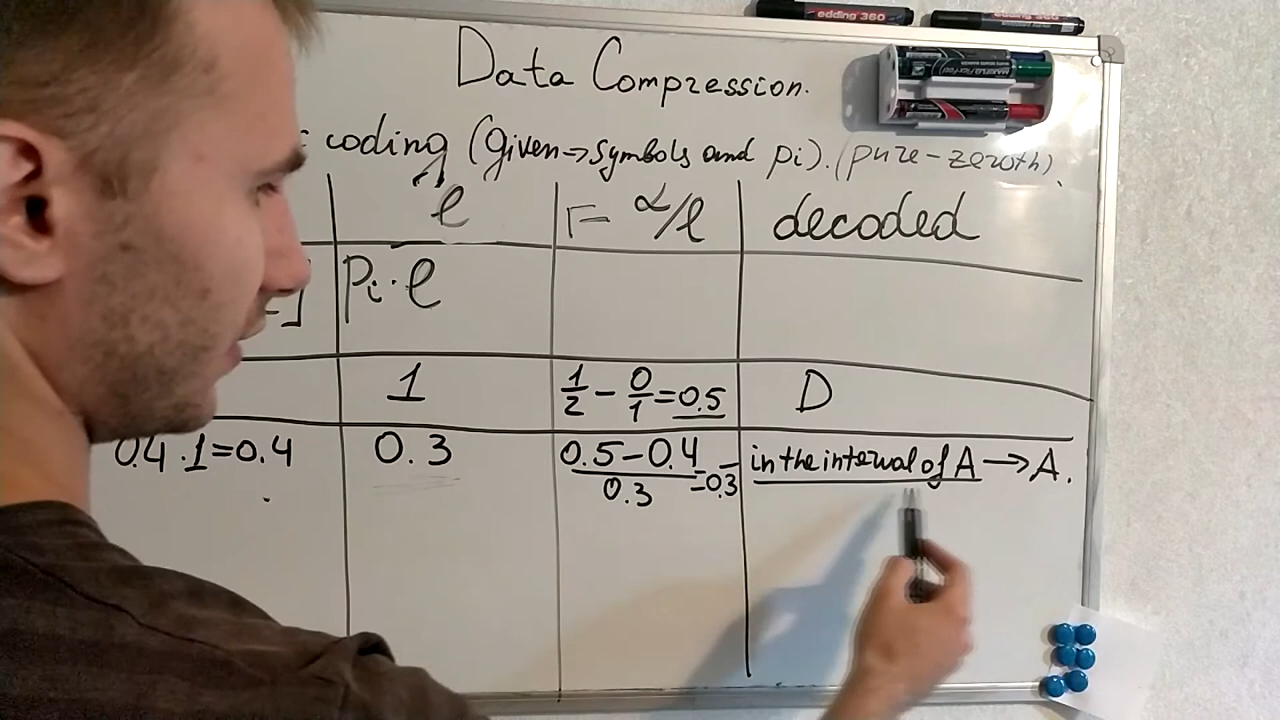 edding 360 edding 360
Data Compression.
coding (given→symbols and pi). (pure-zeroth).
l F-α/l decoded
Pi·l
1 1/2 - 0/1 = 0.5 D
0.4·1=0.4 0.3 0.5-0.4/0.3 =0.3 in the interval of A → A.